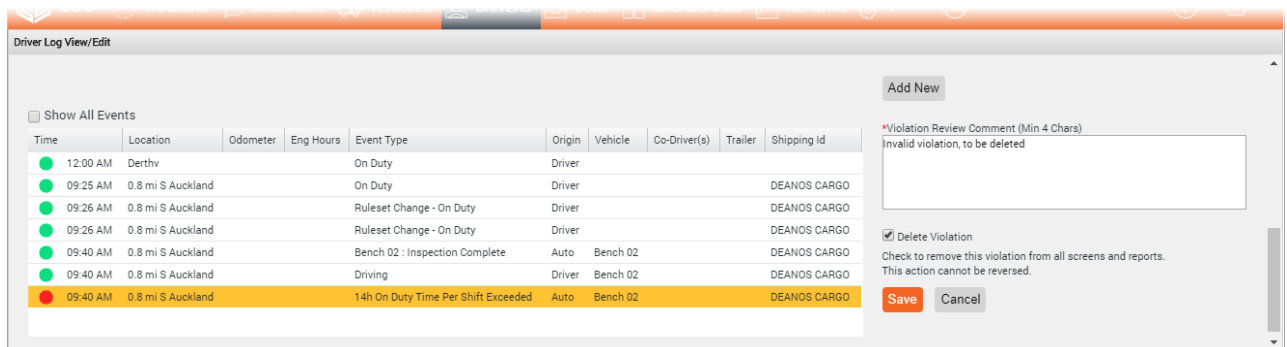 Driver Log View/Edit
Add New
Show All Events
*Violation Review Comment (Min 4 Chars)
Invalid violation, to be deleted
Time Location Odometer Eng Hours Event Type Origin Vehicle Co-Driver(s) Trailer Shipping Id
12:00 AM Derthy On Duty Driver
09:25 AM 0.8 mi S Auckland On Duty Driver DEANOS CARGO
09:26 AM 0.8 mi S Auckland Ruleset Change - On Duty Driver DEANOS CARGO
09:26 AM 0.8 mi S Auckland Ruleset Change - On Duty Driver DEANOS CARGO
09:40 AM 0.8 mi S Auckland Bench 02 : Inspection Complete Auto Bench 02 DEANOS CARGO
09:40 AM 0.8 mi S Auckland Driving Driver Bench 02 DEANOS CARGO
09:40 AM 0.8 mi S Auckland 14h On Duty Time Per Shift Exceeded Auto Bench 02 DEANOS CARGO
Delete Violation
Check to remove this violation from all screens and reports.
This action cannot be reversed.
Save Cancel